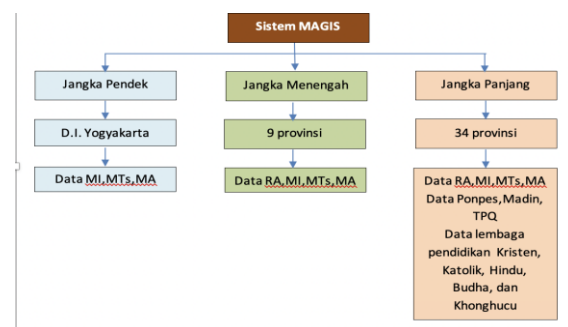 Sistem MAGIS
Jangka Pendek
Jangka Menengah
Jangka Panjang
D.I. Yogyakarta
9 provinsi
34 provinsi
Data MI,MTs,MA
Data RA,MI,MTs,MA
Data RA,MI,MTs,MA
Data Ponpes,Madin,
TPQ
Data lembaga
pendidikan Kristen,
Katolik, Hindu,
Budha, dan
Khonghucu